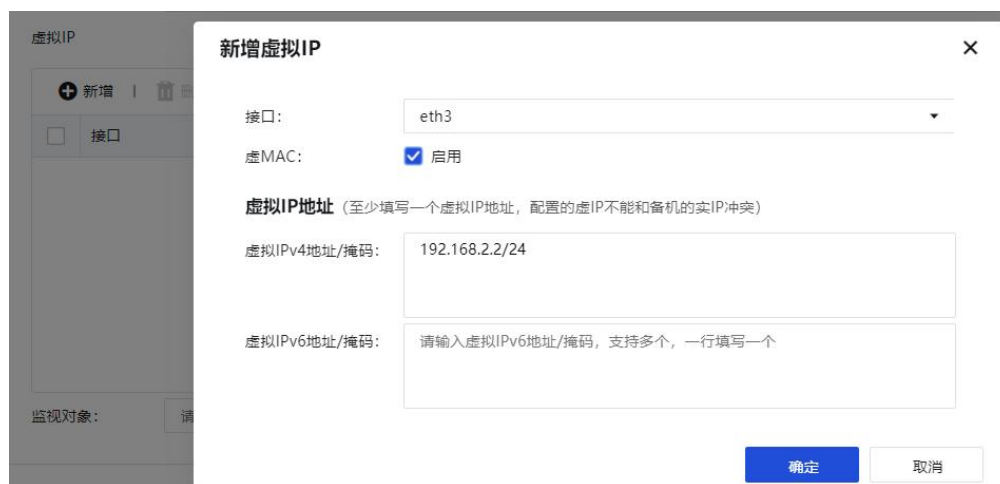 虚拟IP
新增 | 删
接口
监视对象: 请
新增虚拟IP
接口: eth3
虚MAC: 启用
虚拟IP地址（至少填写一个虚拟IP地址，配置的虚IP不能和备机的实IP冲突）
虚拟IPv4地址/掩码: 192.168.2.2/24
虚拟IPv6地址/掩码: 请输入虚拟IPv6地址/掩码，支持多个，一行填写一个
确定 取消